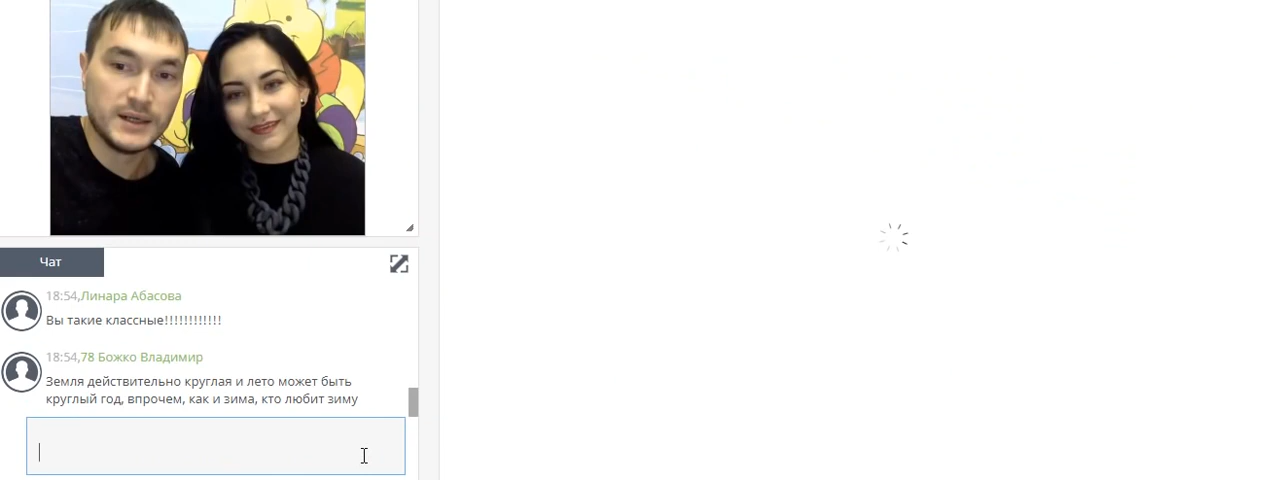 Чат
18:54,Линара Абасова
Вы такие классные!!!!!!!!!!!!
18:54,78 Божко Владимир
Земля действительно круглая и лето может быть
круглый год, впрочем, как и зима, кто любит зиму